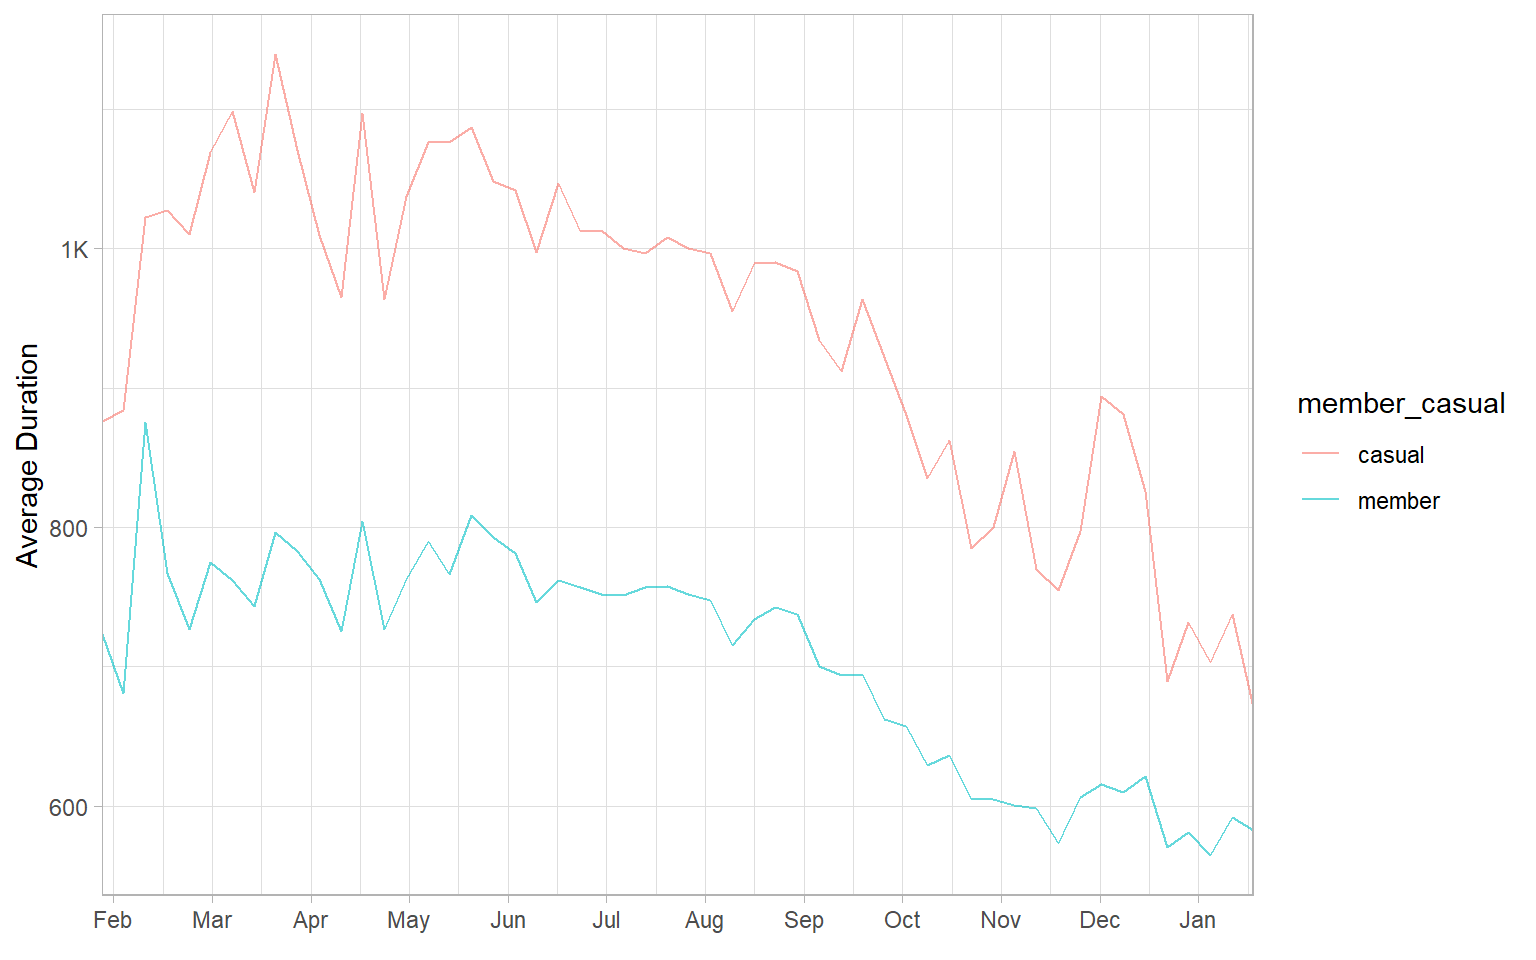 Average Duration
1K
800
600
Feb Mar Apr May Jun Jul Aug Sep Oct Nov Dec Jan
member_casual
casual
member